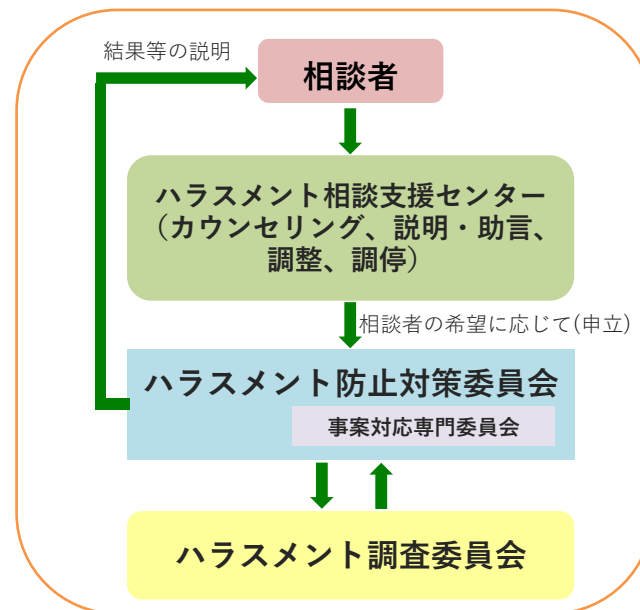 結果等の説明
相談者
ハラスメント相談支援センター
（カウンセリング、説明・助言、
調整、調停）
相談者の希望に応じて(申立)
ハラスメント防止対策委員会
事案対応専門委員会
ハラスメント調査委員会